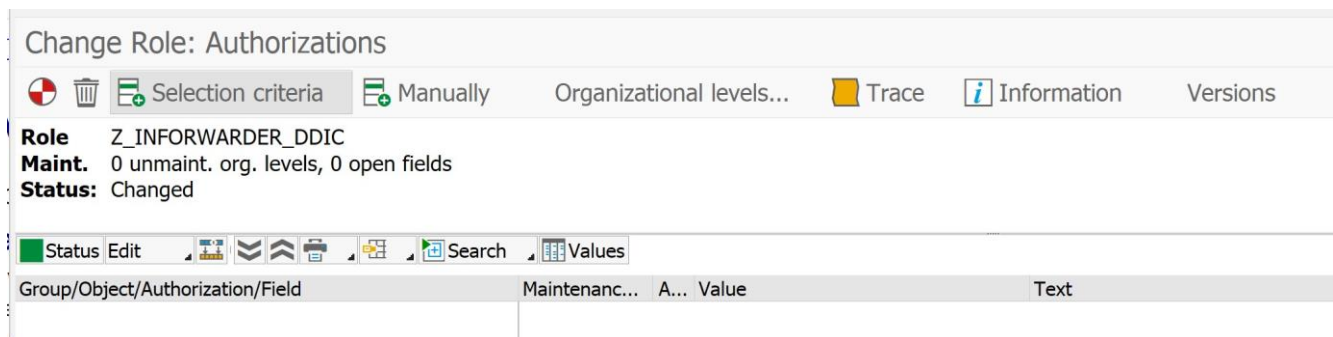 Change Role: Authorizations
Selection criteria Manually Organizational levels... Trace Information Versions
Role Z_INFORWARDER_DDIC
Maint. 0 unmaint. org. levels, 0 open fields
Status: Changed
Status Edit Search Values
Group/Object/Authorization/Field Maintenanc... A... Value Text